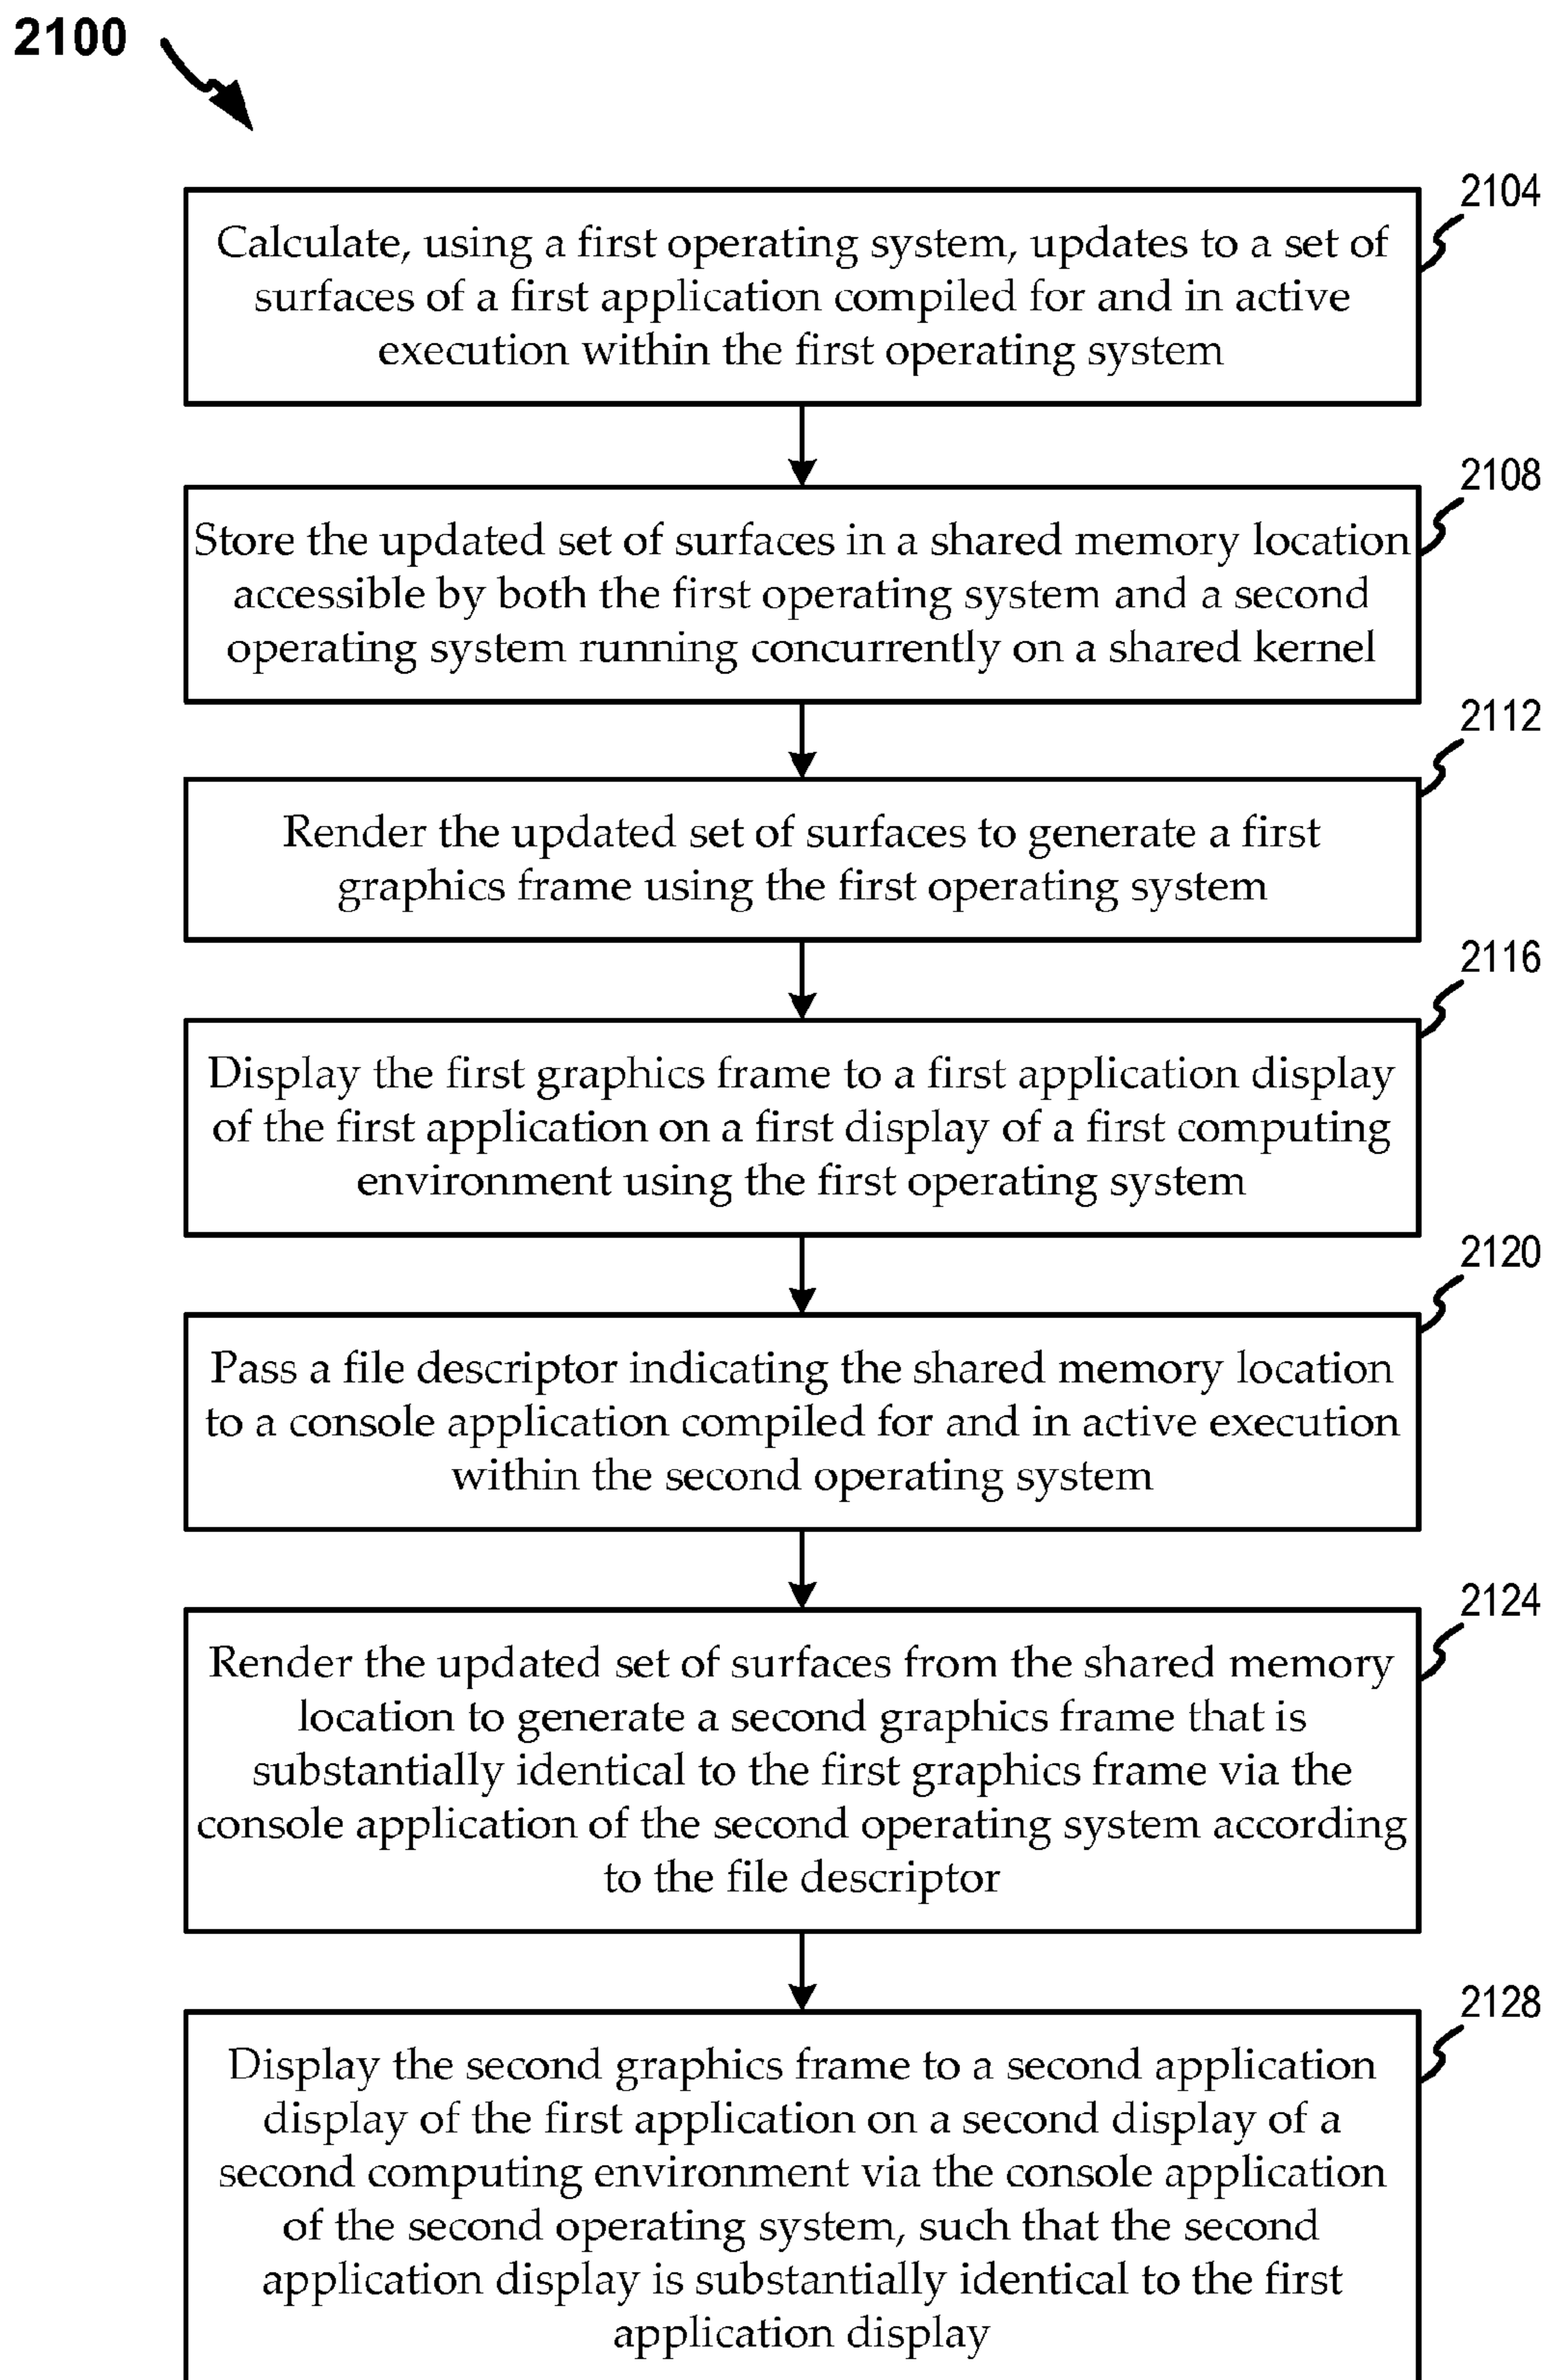 2100
2104
Calculate, using a first operating system, updates to a set of
surfaces of a first application compiled for and in active
execution within the first operating system
2108
Store the updated set of surfaces in a shared memory location
accessible by both the first operating system and a second
operating system running concurrently on a shared kernel
2112
Render the updated set of surfaces to generate a first
graphics frame using the first operating system
2116
Display the first graphics frame to a first application display
of the first application on a first display of a first computing
environment using the first operating system
2120
Pass a file descriptor indicating the shared memory location
to a console application compiled for and in active execution
within the second operating system
2124
Render the updated set of surfaces from the shared memory
location to generate a second graphics frame that is
substantially identical to the first graphics frame via the
console application of the second operating system according
to the file descriptor
2128
Display the second graphics frame to a second application
display of the first application on a second display of a
second computing environment via the console application
of the second operating system, such that the second
application display is substantially identical to the first
application display